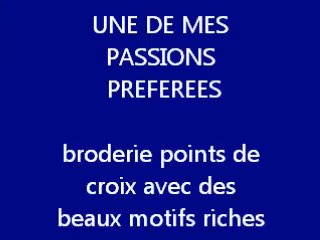 UNE DE MES
PASSIONS
PREFEREES
broderie points de
croix avec des
beaux motifs riches